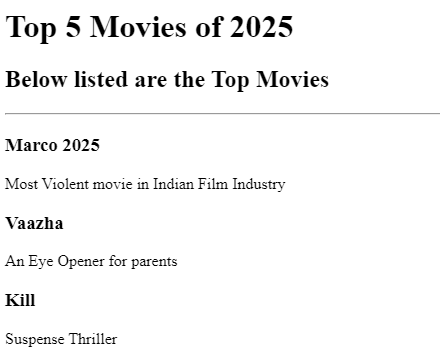 Top 5 Movies of 2025
Below listed are the Top Movies
Marco 2025
Most Violent movie in Indian Film Industry
Vaazha
An Eye Opener for parents
Kill
Suspense Thriller